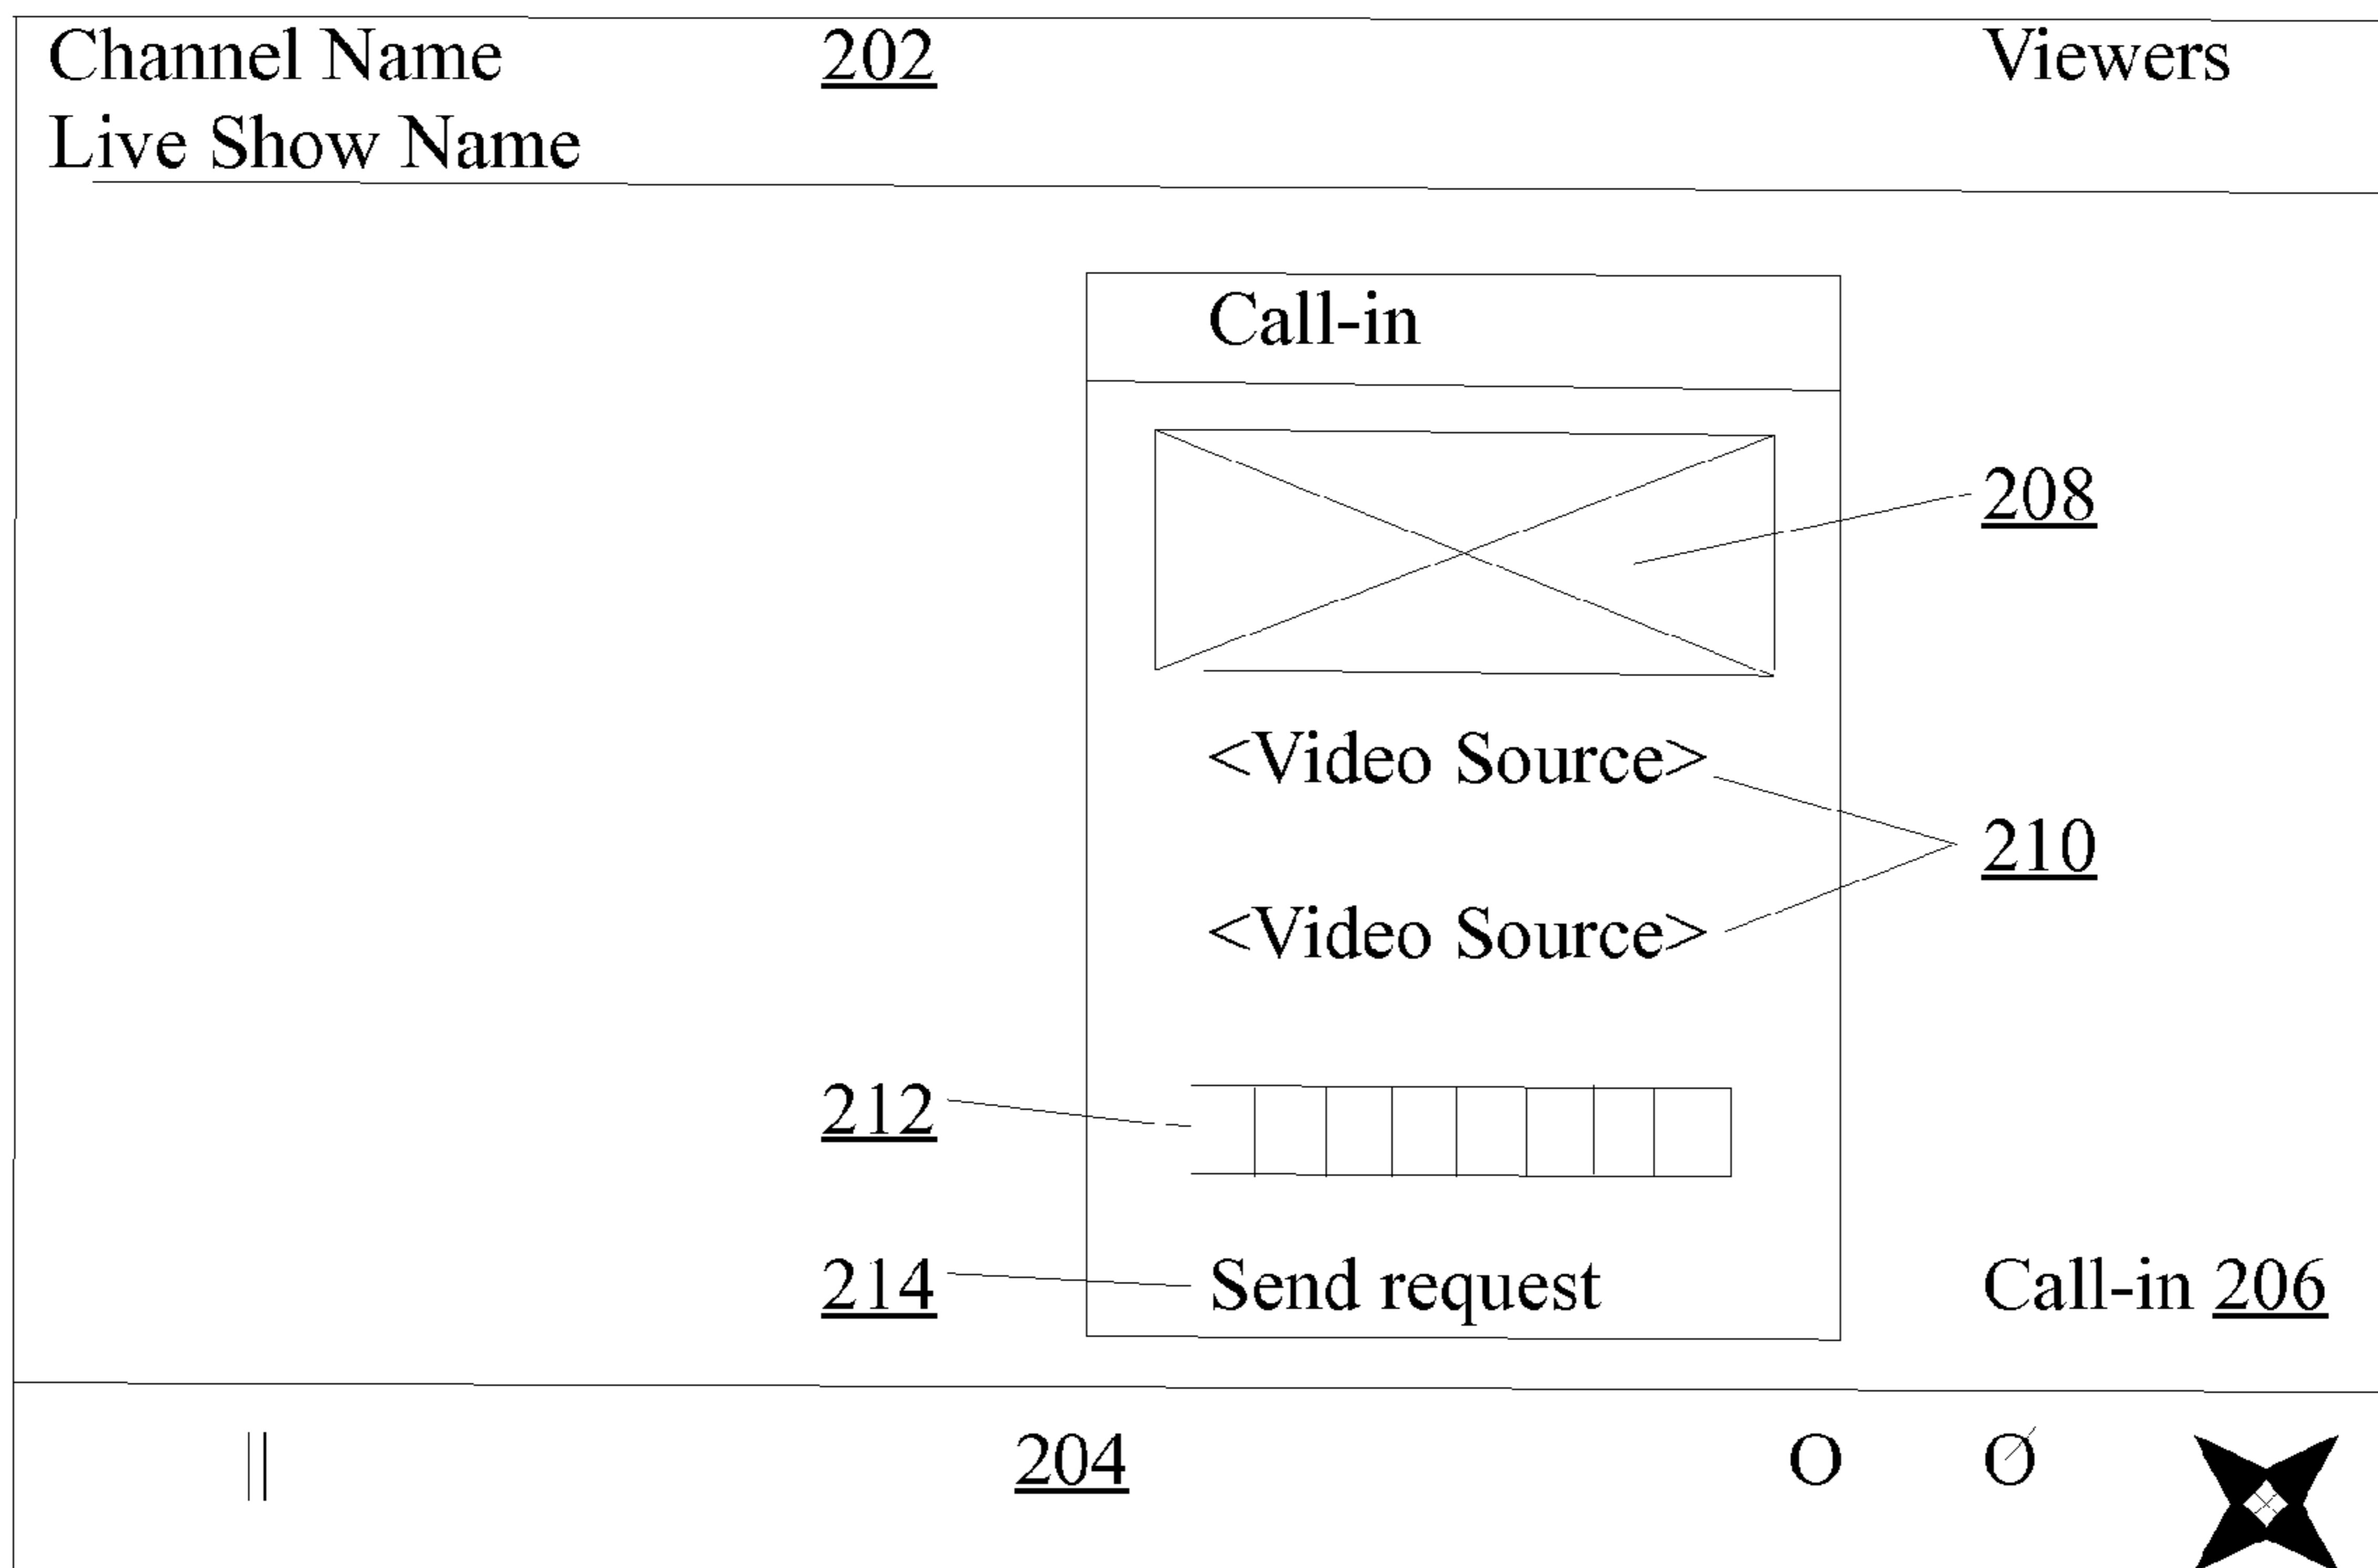 Channel Name 202 Viewers
Live Show Name
Call-in
208
<Video Source>
210
<Video Source>
212
214 Send request Call-in 206
204 O O